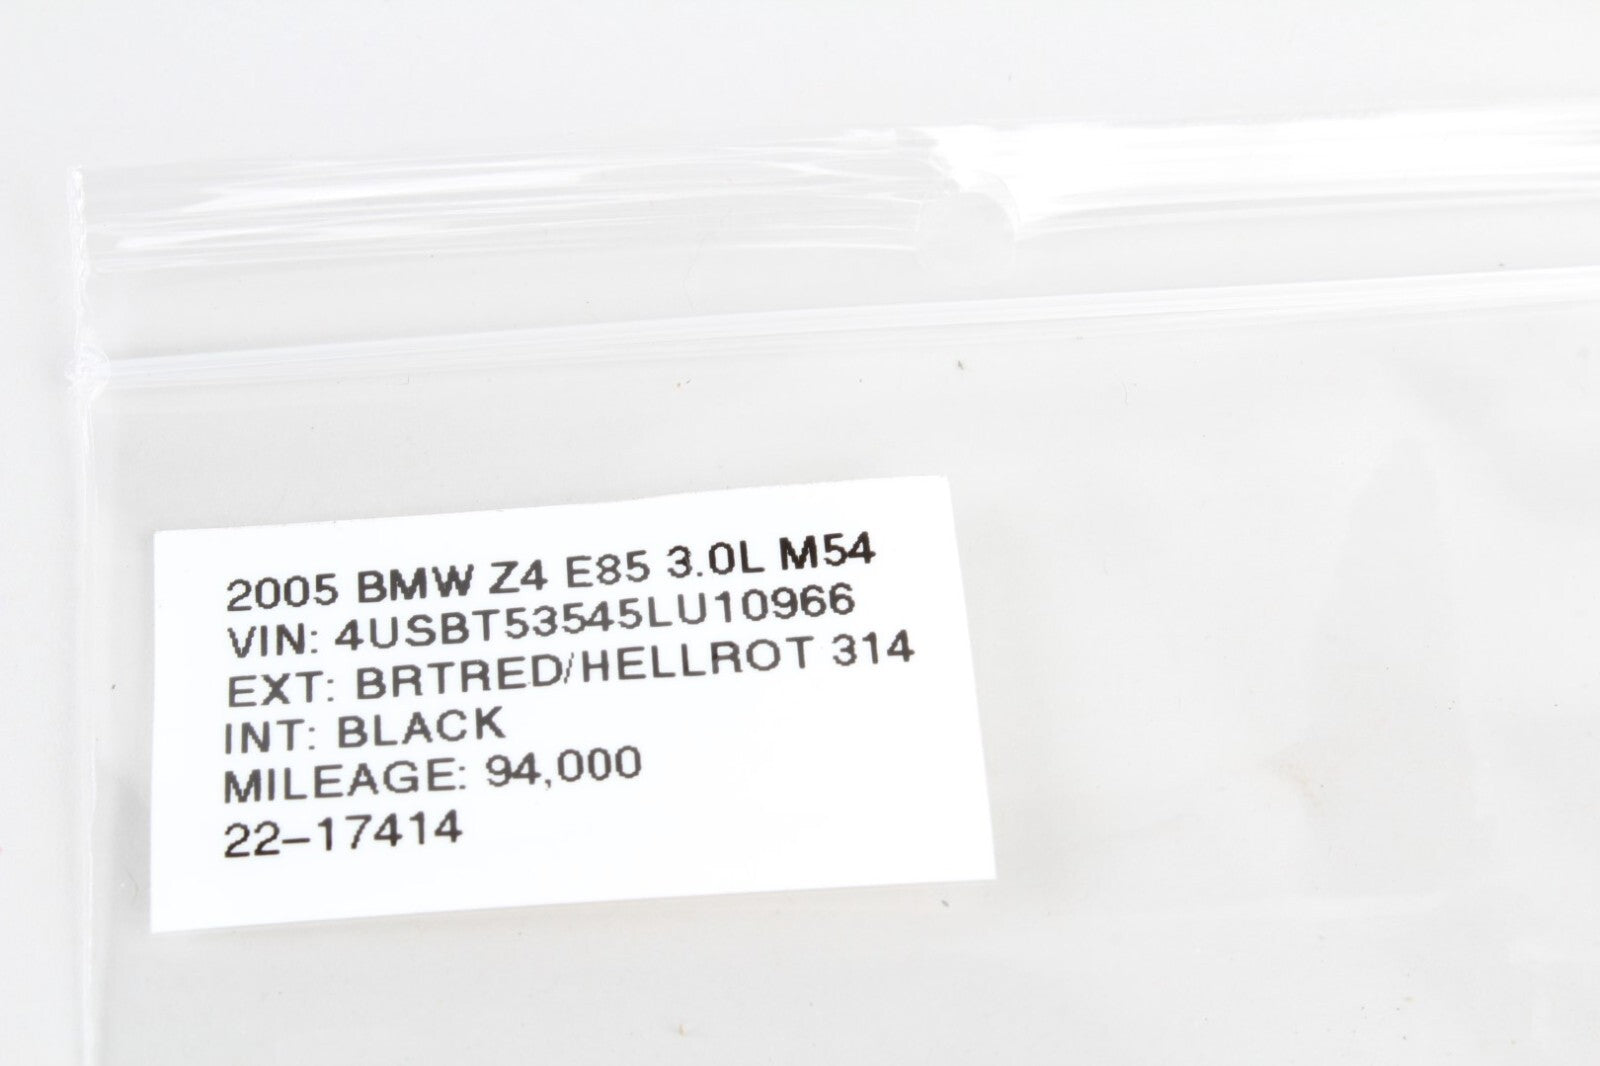 2005 BMW Z4 E85 3.0L M54
VIN: 4USBT53545LU10966
EXT: BRTRED/HELLROT 314
INT: BLACK
MILEAGE: 94,000
22-17414